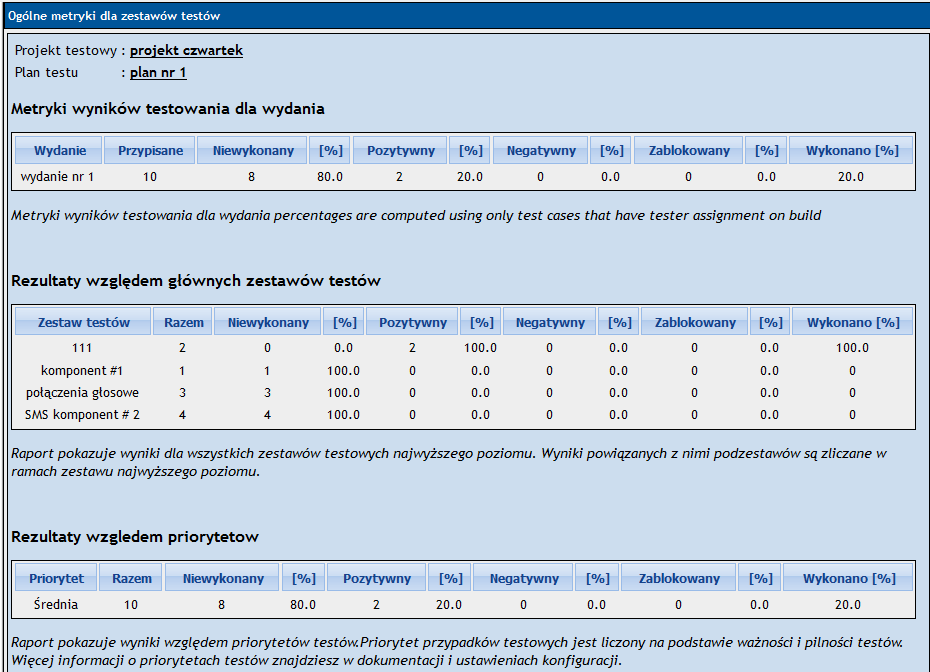 Ogólne metryki dla zestawów testów
Projekt testowy : projekt czwartek
Plan testu : plan nr 1
Metryki wyników testowania dla wydania
Wydanie Przypisane Niewykonany [%] Pozytywny [%] Negatywny [%] Zablokowany [%] Wykonano [%]
wydanie nr 1 10 8 80.0 2 20.0 0 0.0 0 0.0 20.0
Metryki wyników testowania dla wydania percentages are computed using only test cases that have tester assignment on build
Rezultaty względem głównych zestawów testów
Zestaw testów Razem Niewykonany [%] Pozytywny [%] Negatywny [%] Zablokowany [%] Wykonano [%]
111 2 0 0.0 2 100.0 0 0.0 0 0.0 100.0
komponent #1 1 1 100.0 0 0.0 0 0.0 0 0.0 0
połączenia głosowe 3 3 100.0 0 0.0 0 0.0 0 0.0 0
SMS komponent # 2 4 4 100.0 0 0.0 0 0.0 0 0.0 0
Raport pokazuje wyniki dla wszystkich zestawów testowych najwyższego poziomu. Wyniki powiązanych z nimi podzestawów są zliczane w
ramach zestawu najwyższego poziomu.
Rezultaty wzgledem priorytetow
Priorytet Razem Niewykonany [%] Pozytywny [%] Negatywny [%] Zablokowany [%] Wykonano [%]
Średnia 10 8 80.0 2 20.0 0 0.0 0 0.0 20.0
Raport pokazuje wyniki względem priorytetów testów.Priorytet przypadków testowych jest liczony na podstawie ważności i pilności testów.
Więcej informacji o priorytetach testów znajdziesz w dokumentacji i ustawieniach konfiguracji.